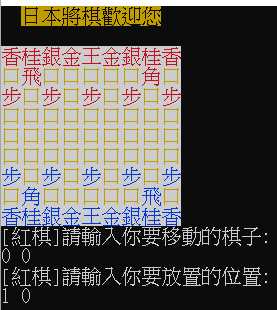 日本將棋歡迎您
香桂銀金王金銀桂香
□飛□□□□□角□
步□步□步□步□步
□□□□□□□□□
□□□□□□□□□
□□□□□□□□□
步□步□步□步□步
□角□□□□□飛□
香桂銀金王金銀桂香
[紅棋]請輸入你要移動的棋子:
0 0
[紅棋]請輸入你要放置的位置:
1 0